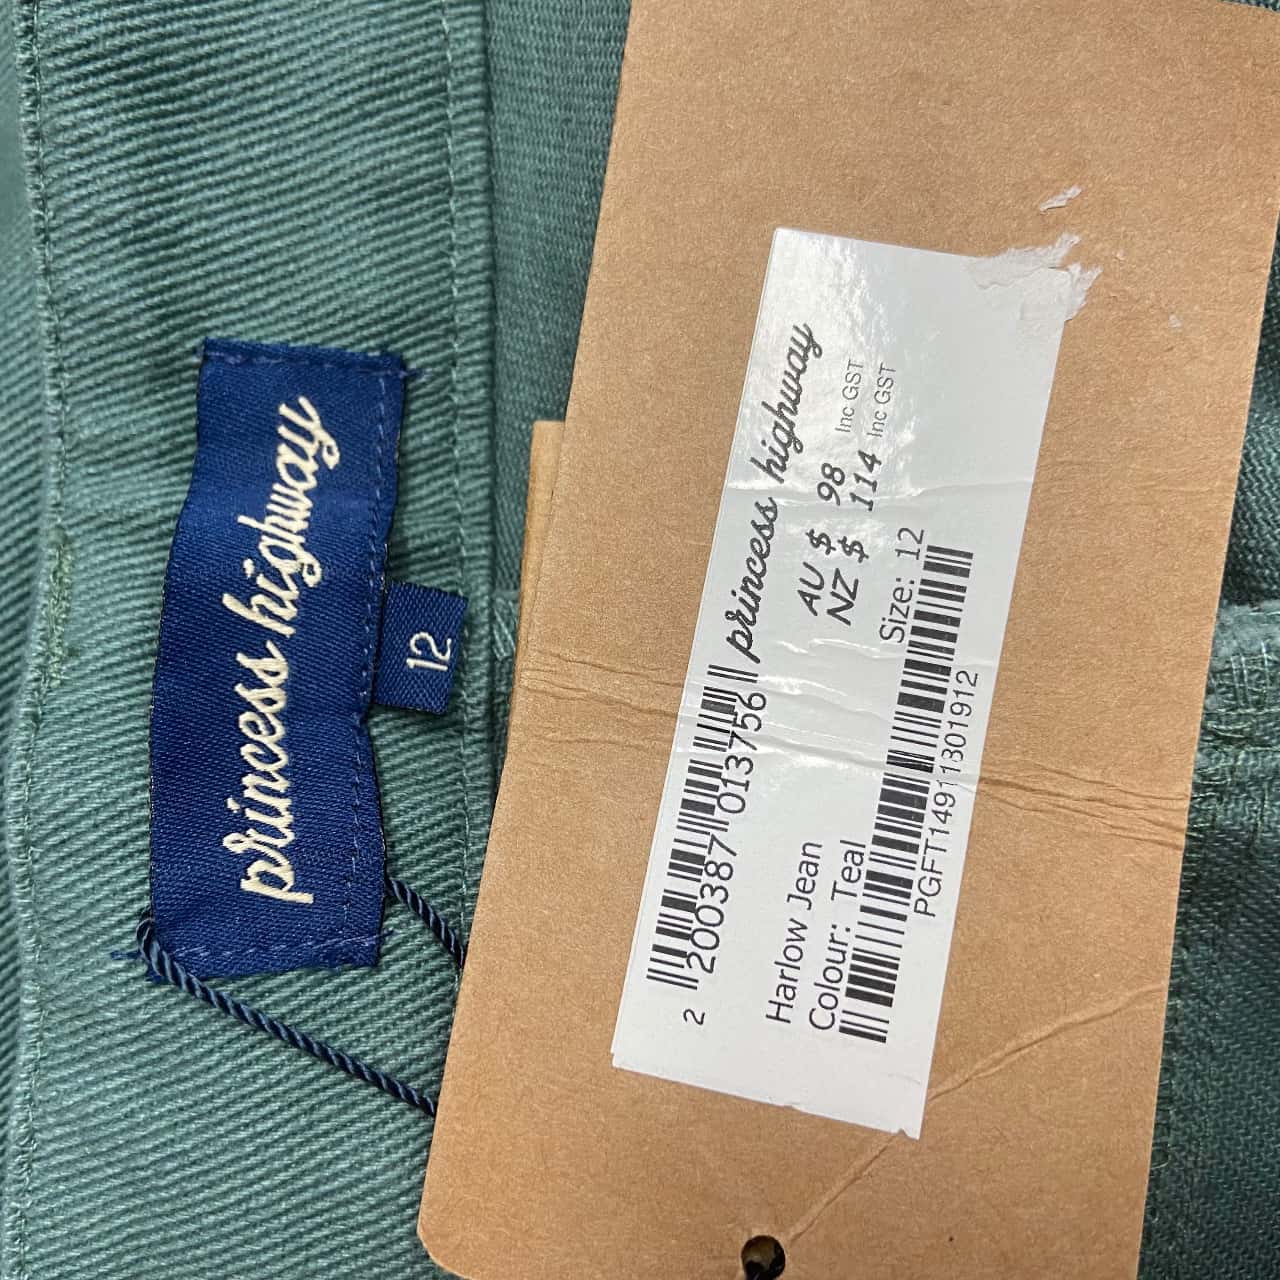 princess highway
12
princess highway
2 200387 013756
AU $ 98 Inc GST
NZ $ 114 Inc GST
Harlow Jean
Colour: Teal
Size: 12
PGFT14911301912